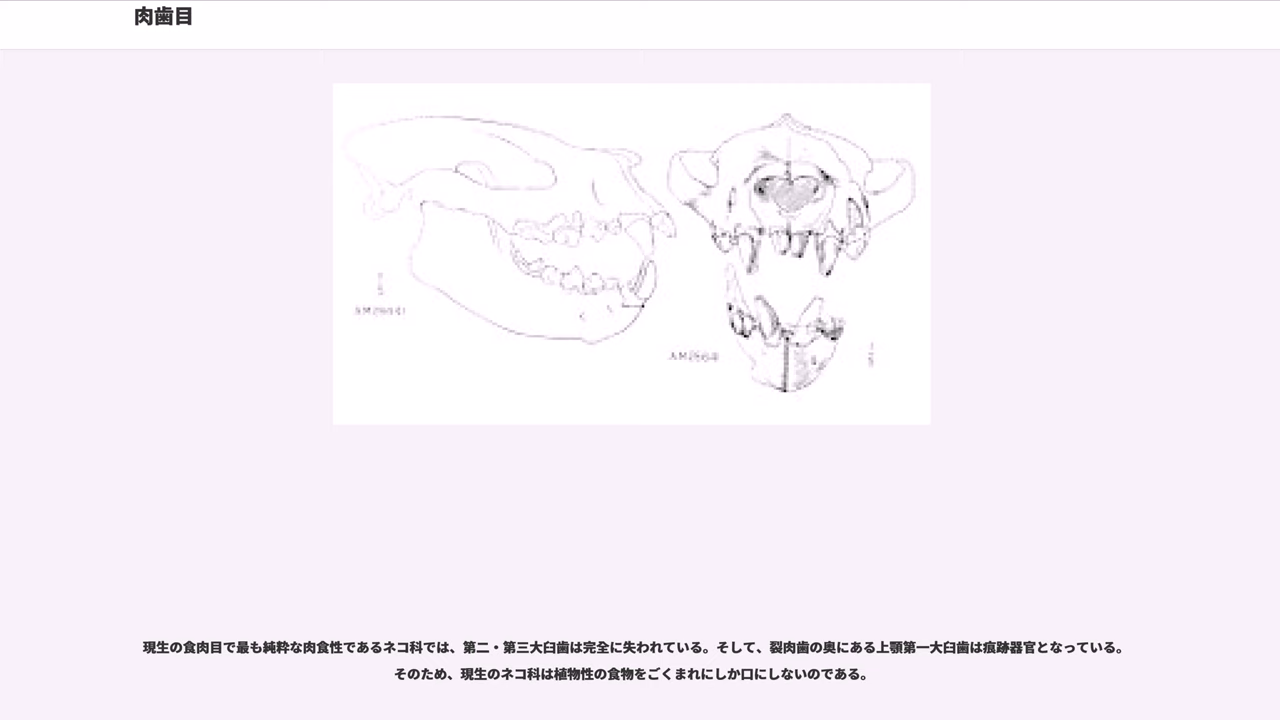 肉歯目
現生の食肉目で最も純粋な肉食性であるネコ科では、第二・第三大臼歯は完全に失われている。そして、裂肉歯の奥にある上顎第一大臼歯は痕跡器官となっている。
そのため、現生のネコ科は植物性の食物をごくまれにしか口にしないのである。